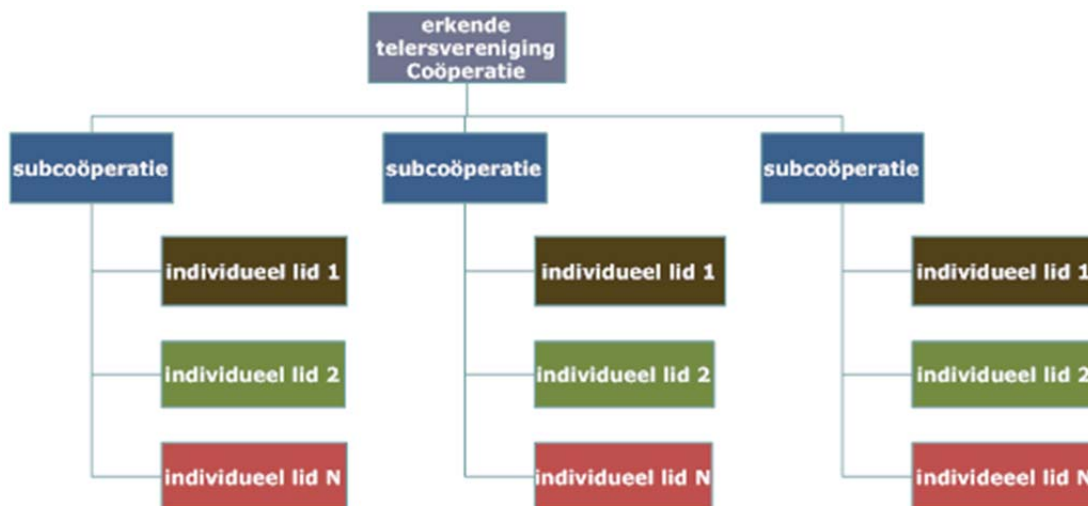 erkende
telersvereniging
Coöperatie
subcoöperatie
subcoöperatie
subcoöperatie
individueel lid 1
individueel lid 1
individueel lid 1
individueel lid 2
individueel lid 2
individueel lid 2
individueel lid N
individueel lid N
individeeel lid N